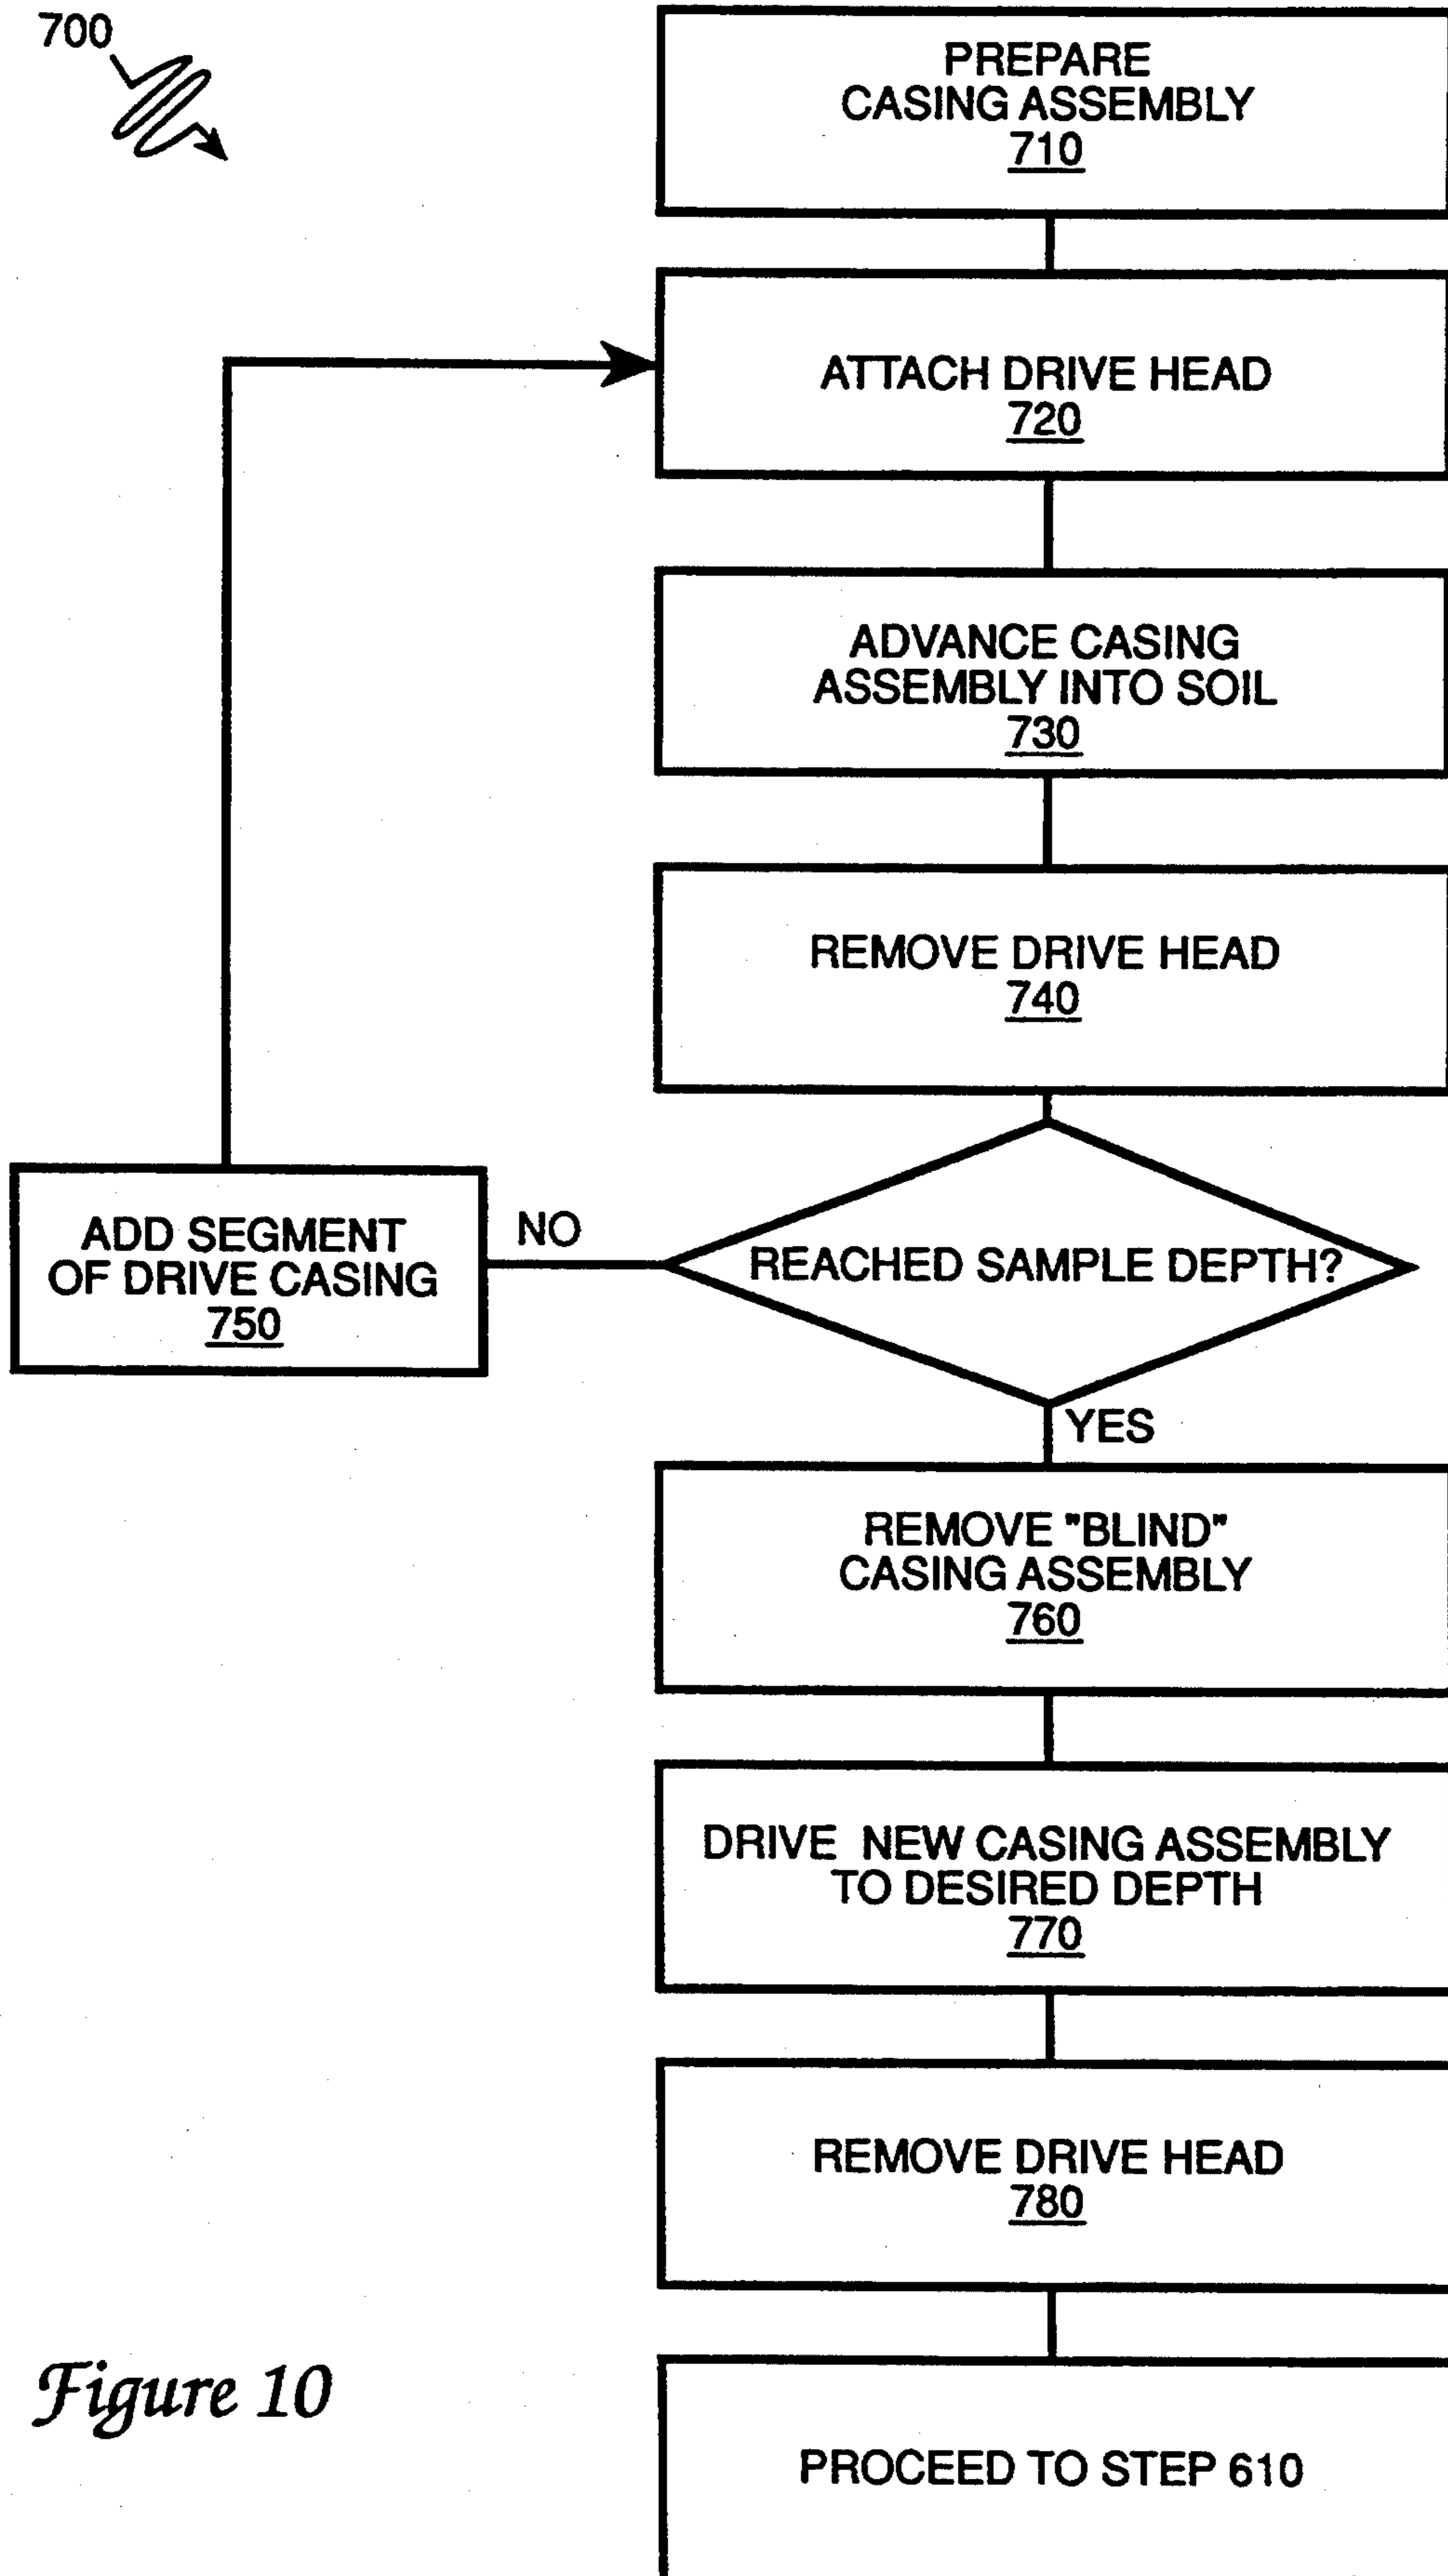 700
PREPARE
CASING ASSEMBLY
710
ATTACH DRIVE HEAD
720
ADVANCE CASING
ASSEMBLY INTO SOIL
730
REMOVE DRIVE HEAD
740
REACHED SAMPLE DEPTH?
NO
ADD SEGMENT
OF DRIVE CASING
750
YES
REMOVE "BLIND"
CASING ASSEMBLY
760
DRIVE NEW CASING ASSEMBLY
TO DESIRED DEPTH
770
REMOVE DRIVE HEAD
780
PROCEED TO STEP 610
Figure 10